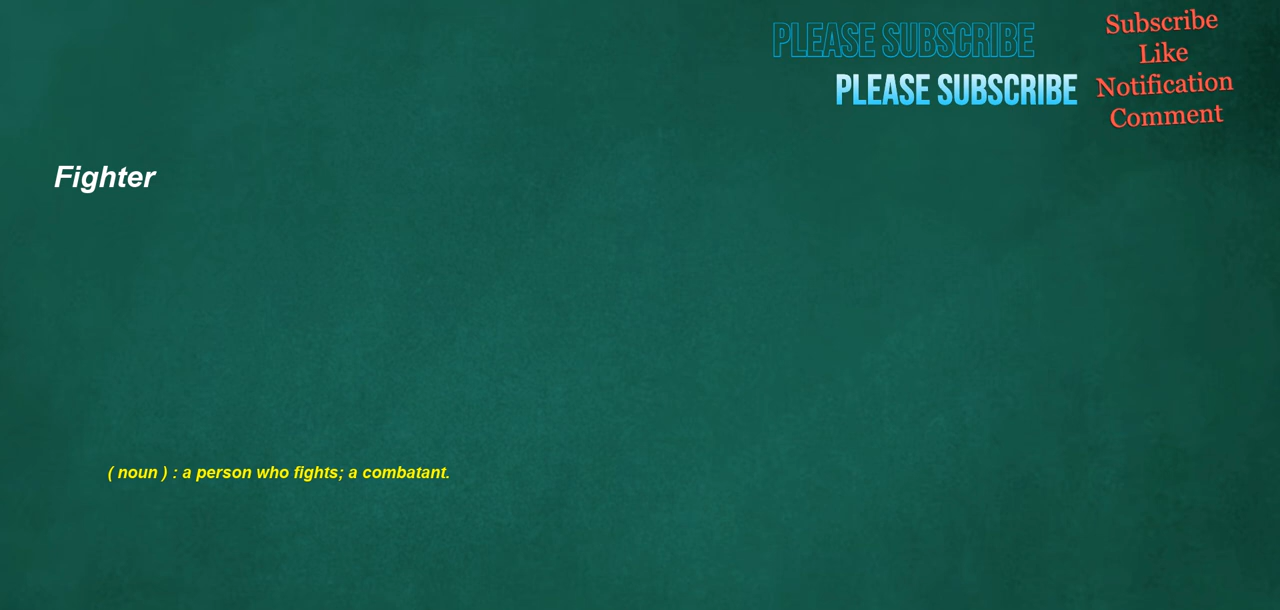 PLEASE SUBSCRIBE
PLEASE SUBSCRIBE
Subscribe
Like
Notification
Comment
Fighter
( noun ) : a person who fights; a combatant.